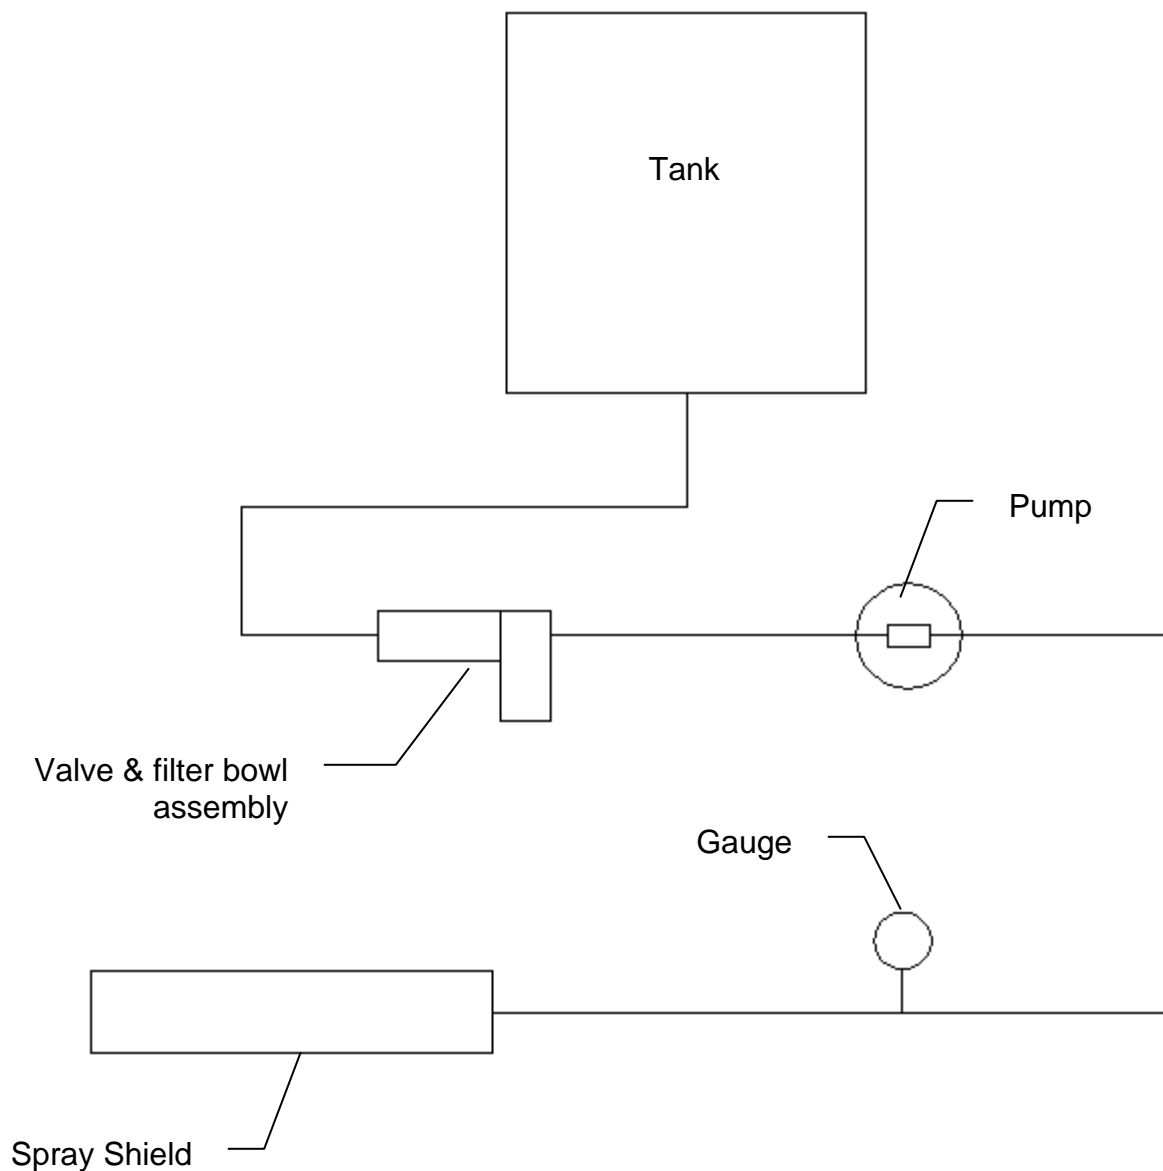 Tank
Pump
Valve & filter bowl
assembly
Gauge
Spray Shield